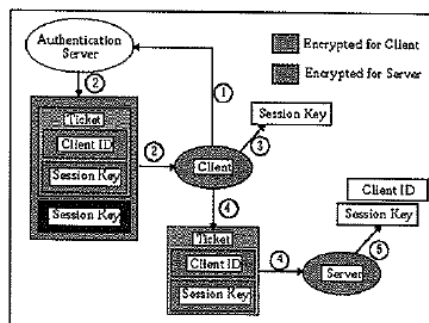 Authentication
Server
Encrypted for Client
Encrypted for Server
2
1
Ticket
Client ID
Session Key
Session Key
2
Client
3
Session Key
4
Ticket
Client ID
Session Key
4
Server
5
Client ID
Session Key